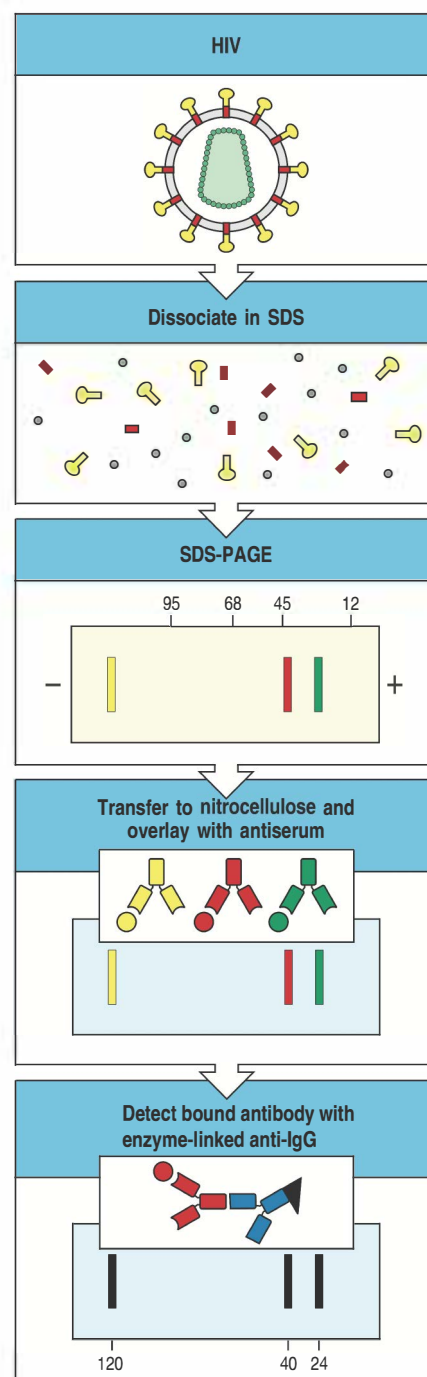 HIV
Dissociate in SDS
SDS-PAGE
95 68 45 12
− +
Transfer to nitrocellulose and
overlay with antiserum
Detect bound antibody with
enzyme-linked anti-IgG
120 40 24